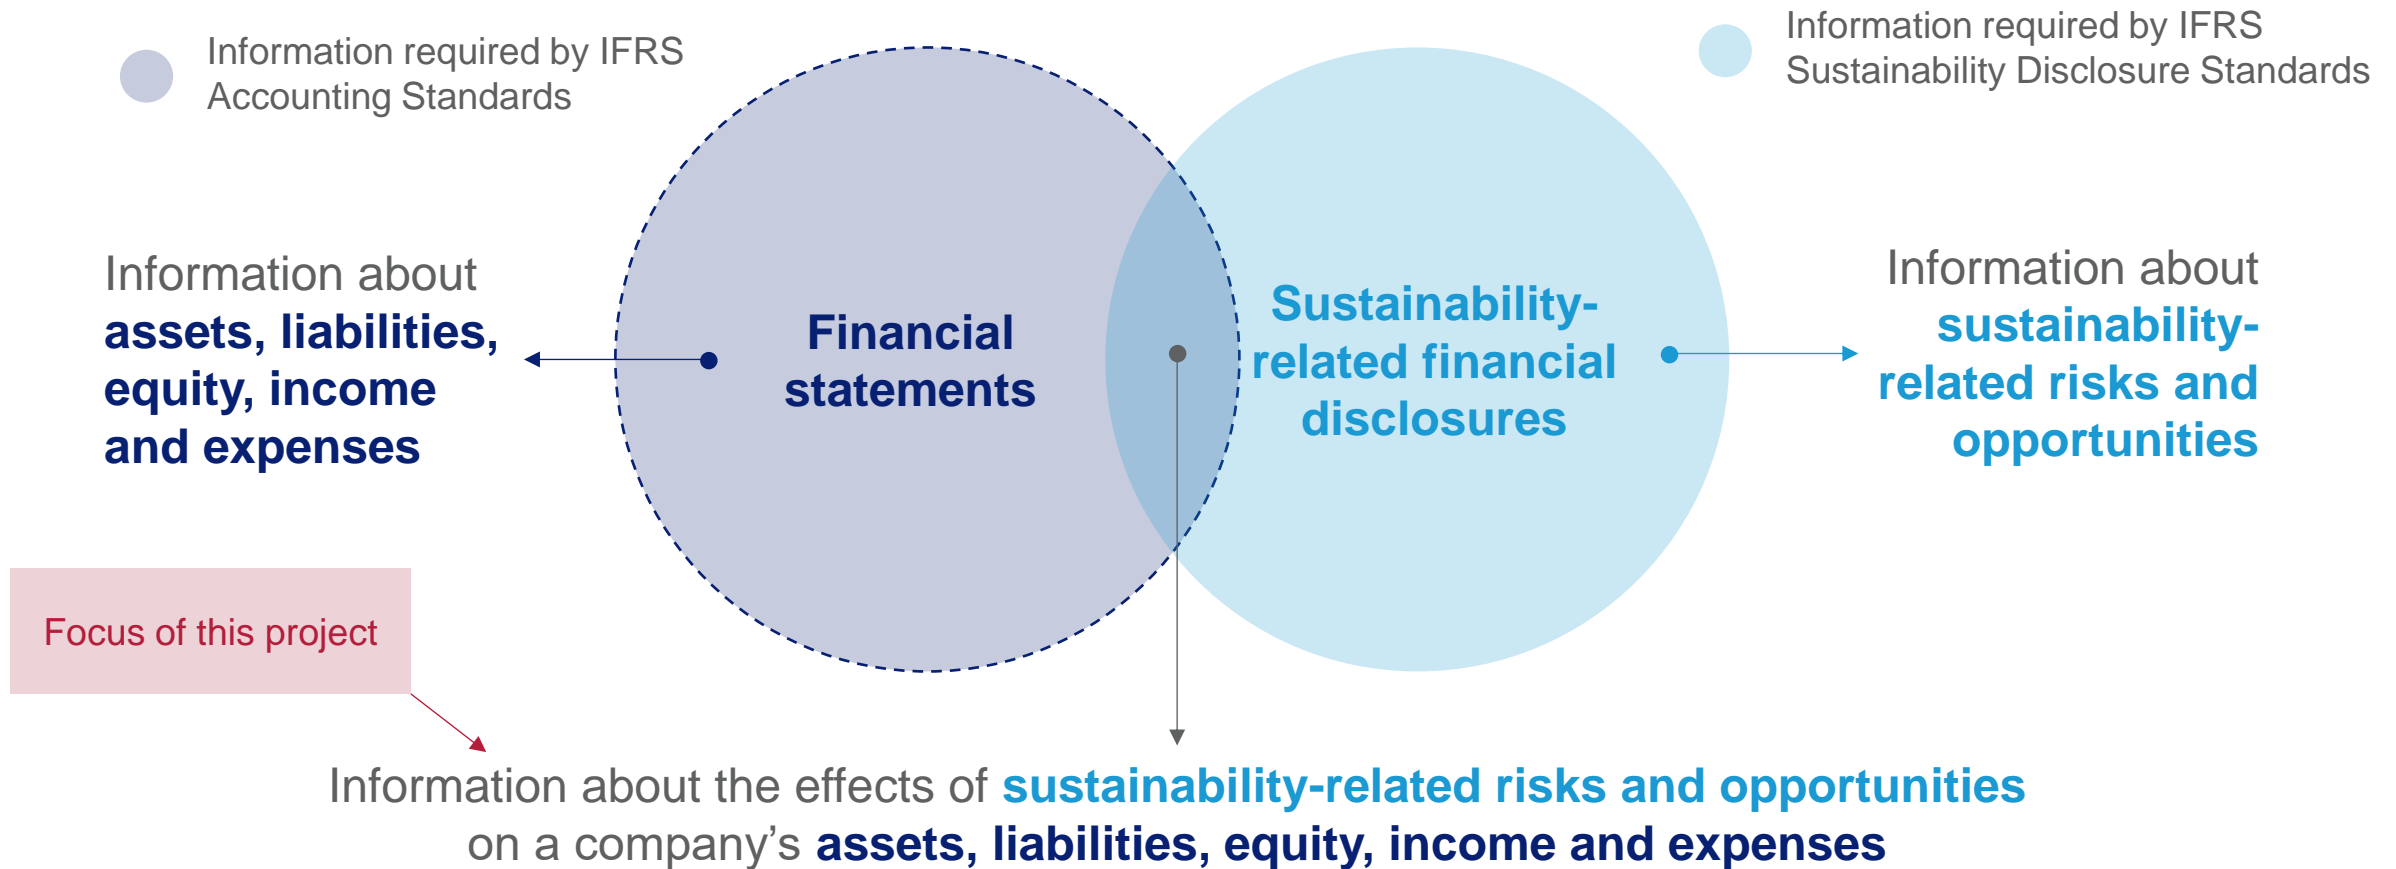 Information required by IFRS
Accounting Standards
Information required by IFRS
Sustainability Disclosure Standards
Information about
assets, liabilities,
equity, income
and expenses
Financial
statements
Sustainability-
related financial
disclosures
Information about
sustainability-
related risks and
opportunities
Focus of this project
Information about the effects of sustainability-related risks and opportunities
on a company’s assets, liabilities, equity, income and expenses